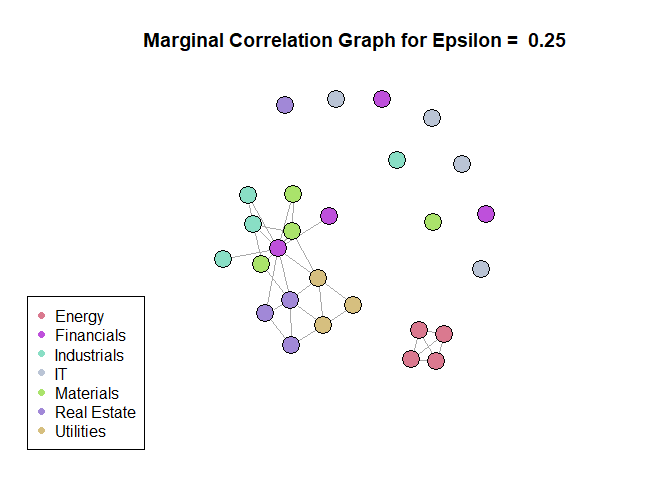 Marginal Correlation Graph for Epsilon = 0.25
Energy
Financials
Industrials
IT
Materials
Real Estate
Utilities